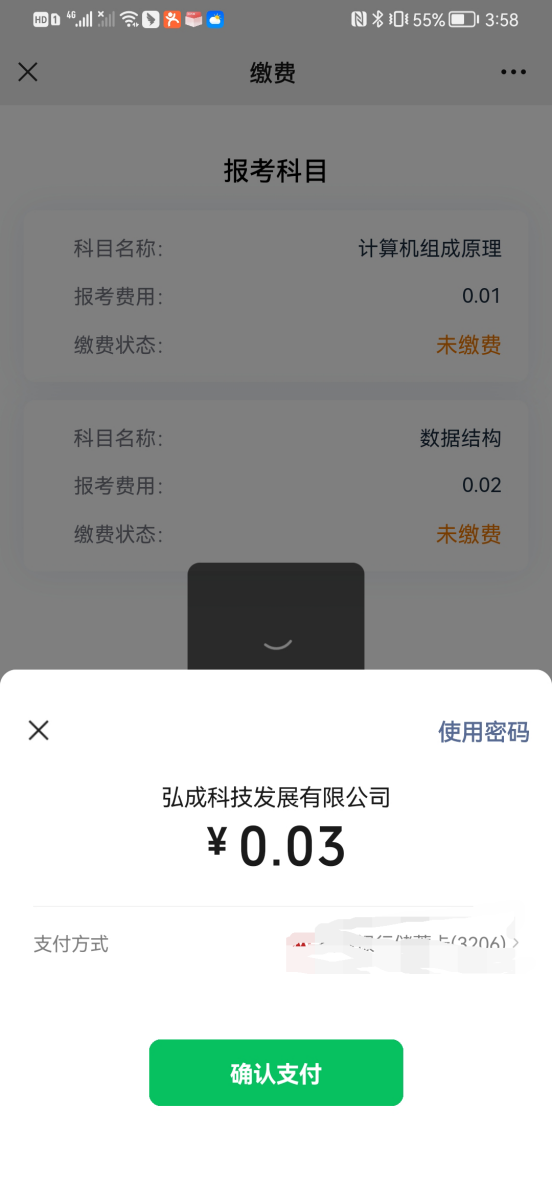 HD 1 4G 55% 3:58
缴费
报考科目
科目名称: 计算机组成原理
报考费用: 0.01
缴费状态: 未缴费
科目名称: 数据结构
报考费用: 0.02
缴费状态: 未缴费
使用密码
弘成科技发展有限公司
¥0.03
支付方式 (3206)
确认支付